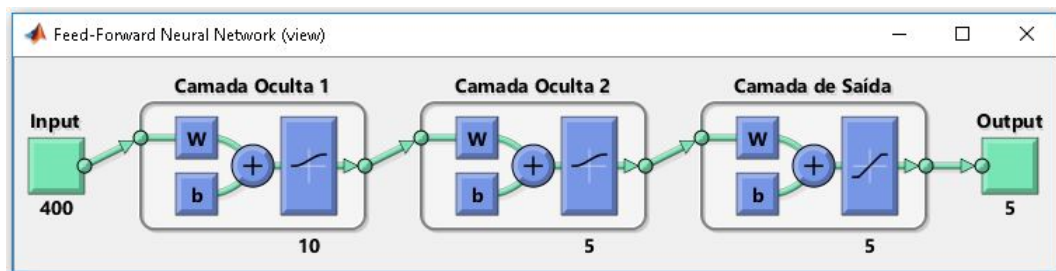 Feed-Forward Neural Network (view)
Camada Oculta 1
Camada Oculta 2
Camada de Saída
Input
Output
W
b
W
b
W
b
400
10
5
5
5